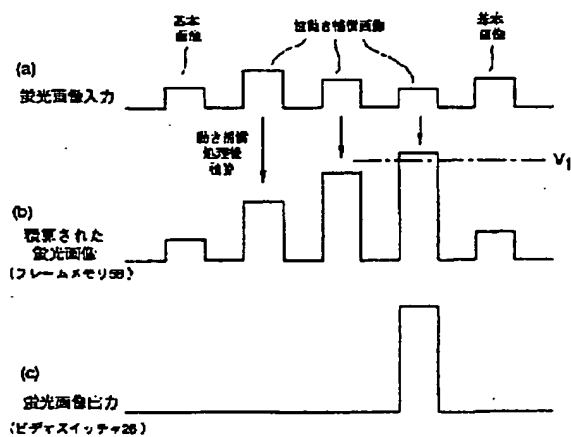 基本
画像
被動き補償画像
基本
画像
(a)
蛍光画像入力
動き補償
処理後
積算
V1
(b)
積算された
蛍光画像
(フレームメモリ58)
(c)
蛍光画像出力
(ビデオスイッチャ26)